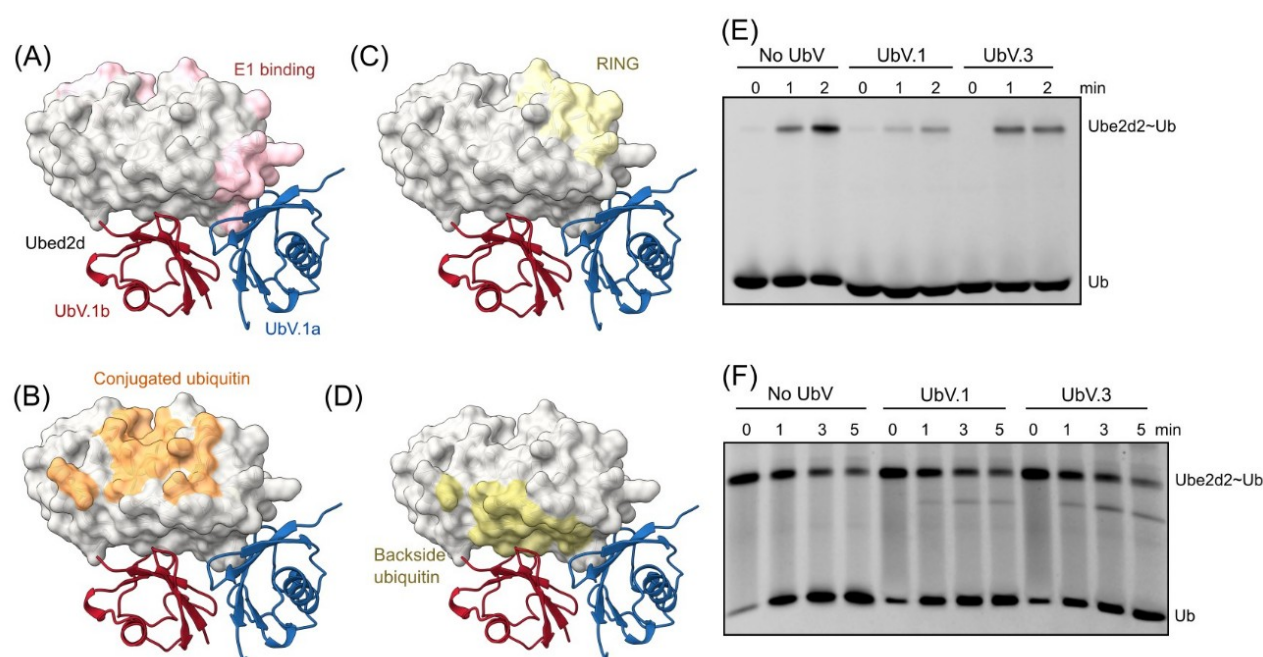 (A)
E1 binding
Ubed2d
UbV.1b
UbV.1a
(C)
RING
(B)
Conjugated ubiquitin
(D)
Backside
ubiquitin
(E)
No UbV UbV.1 UbV.3
0 1 2 0 1 2 0 1 2 min
Ube2d2~Ub
Ub
(F)
No UbV UbV.1 UbV.3
0 1 3 5 0 1 3 5 0 1 3 5 min
Ube2d2~Ub
Ub